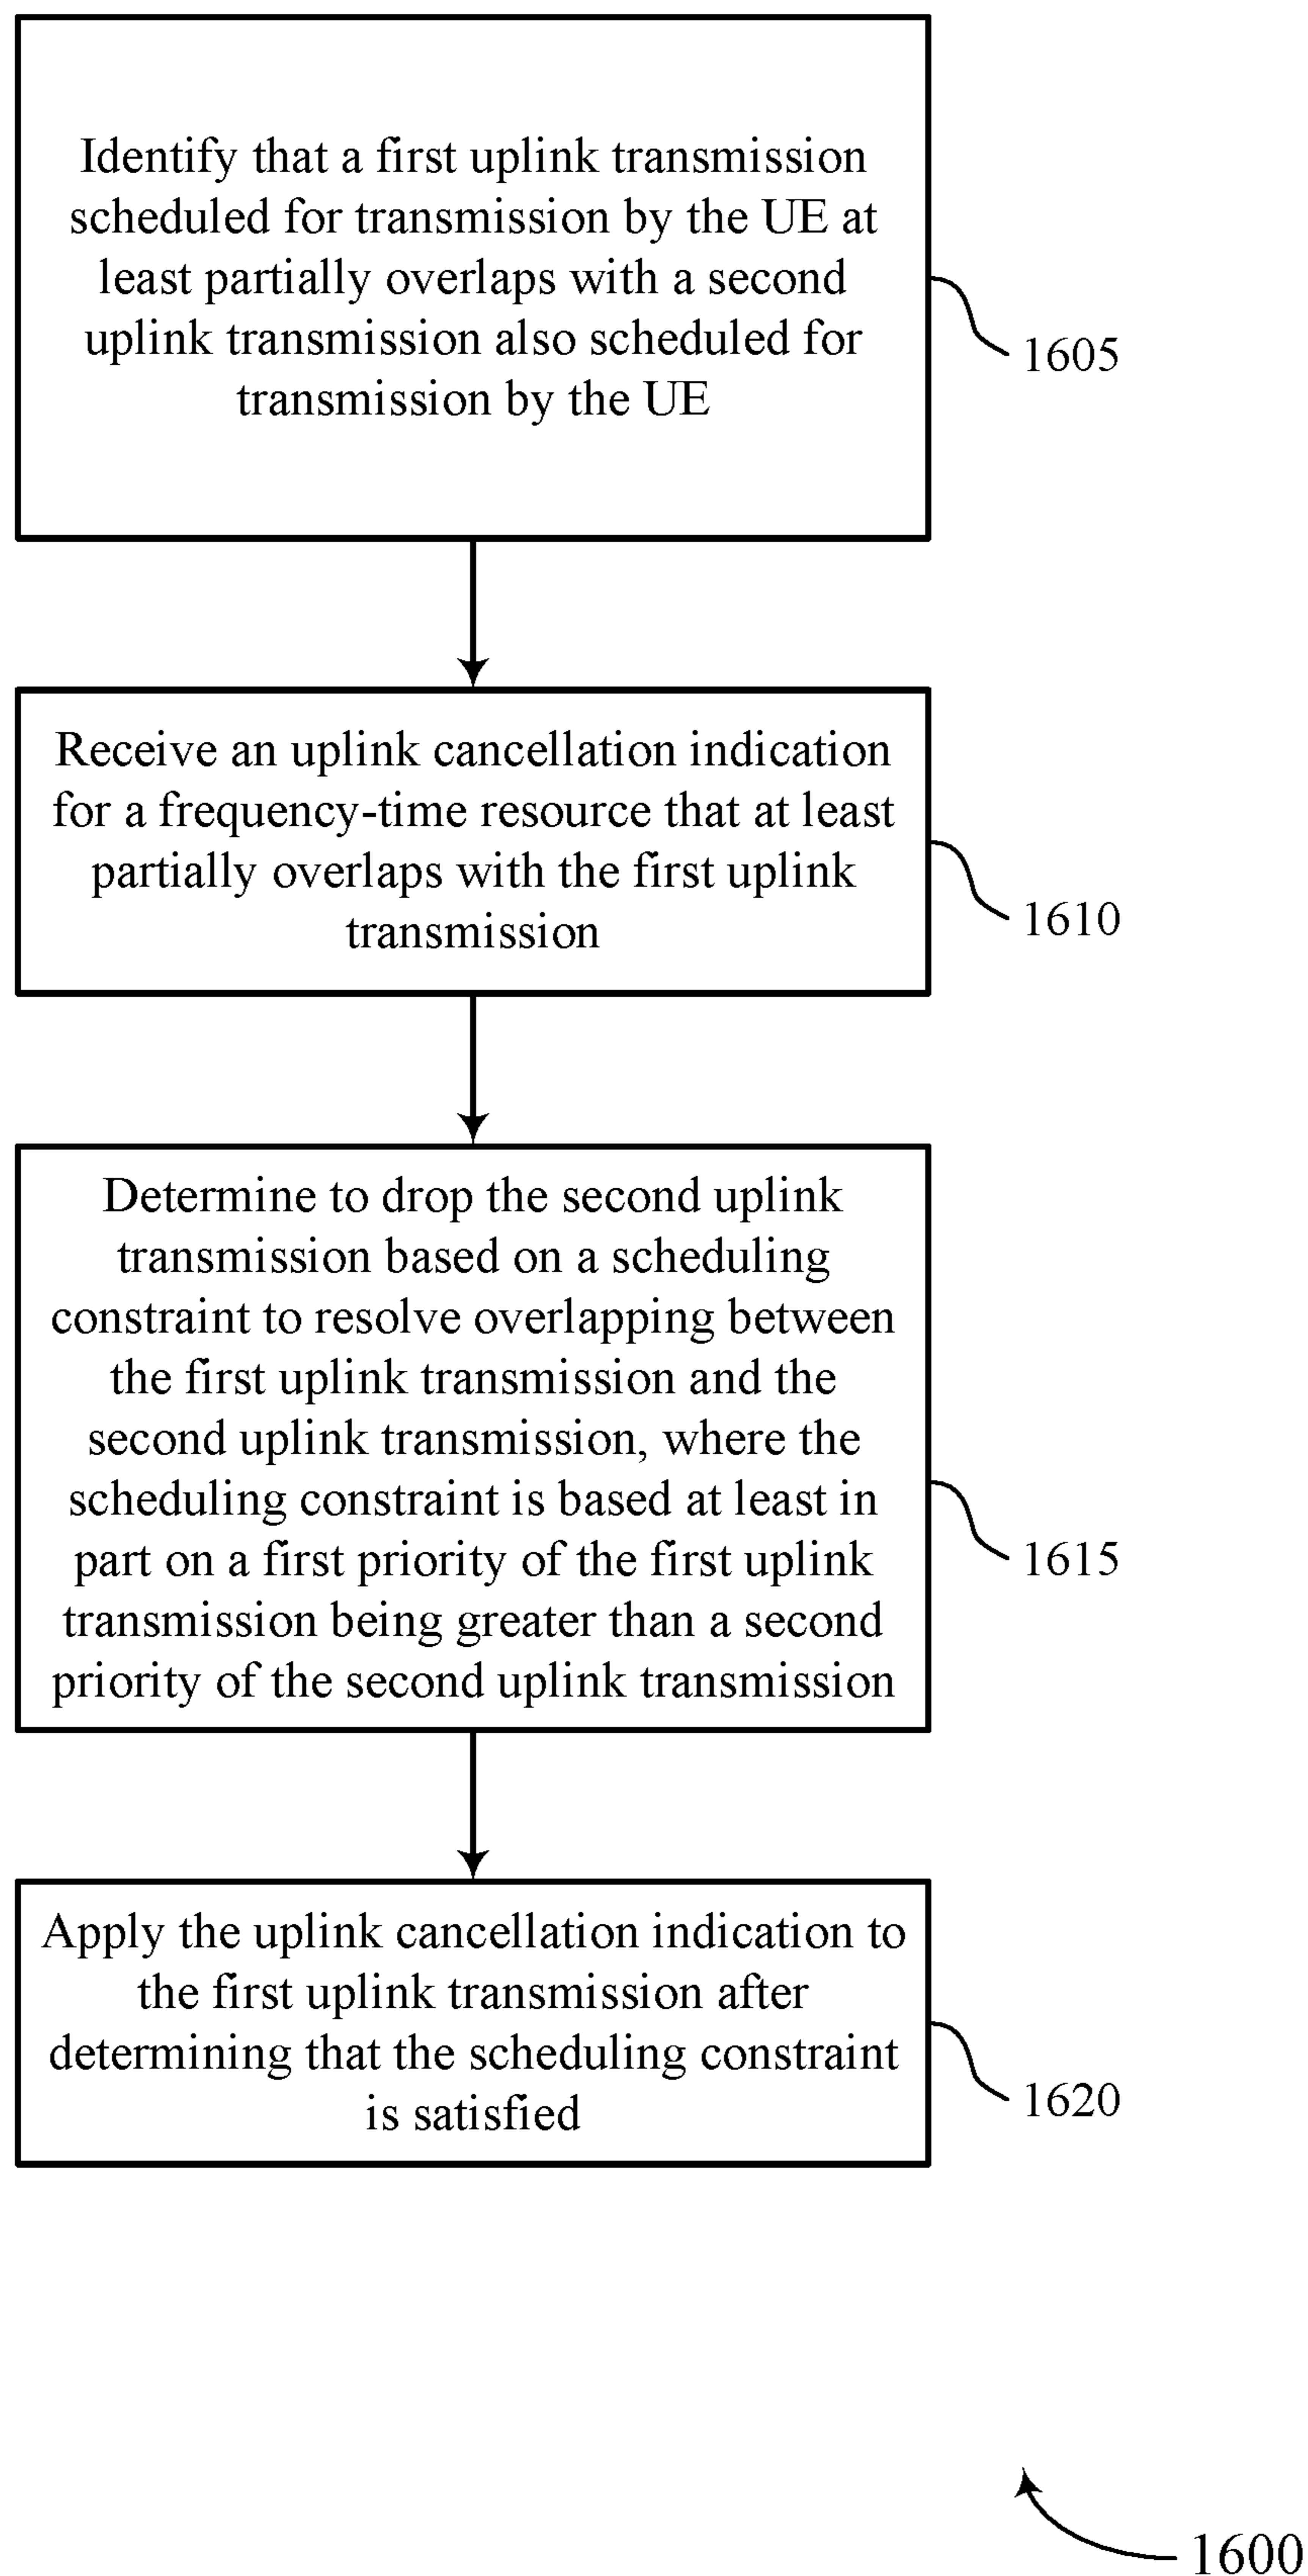 Identify that a first uplink transmission
scheduled for transmission by the UE at
least partially overlaps with a second
uplink transmission also scheduled for
transmission by the UE
1605
Receive an uplink cancellation indication
for a frequency-time resource that at least
partially overlaps with the first uplink
transmission
1610
Determine to drop the second uplink
transmission based on a scheduling
constraint to resolve overlapping between
the first uplink transmission and the
second uplink transmission, where the
scheduling constraint is based at least in
part on a first priority of the first uplink
transmission being greater than a second
priority of the second uplink transmission
1615
Apply the uplink cancellation indication to
the first uplink transmission after
determining that the scheduling constraint
is satisfied
1620
1600